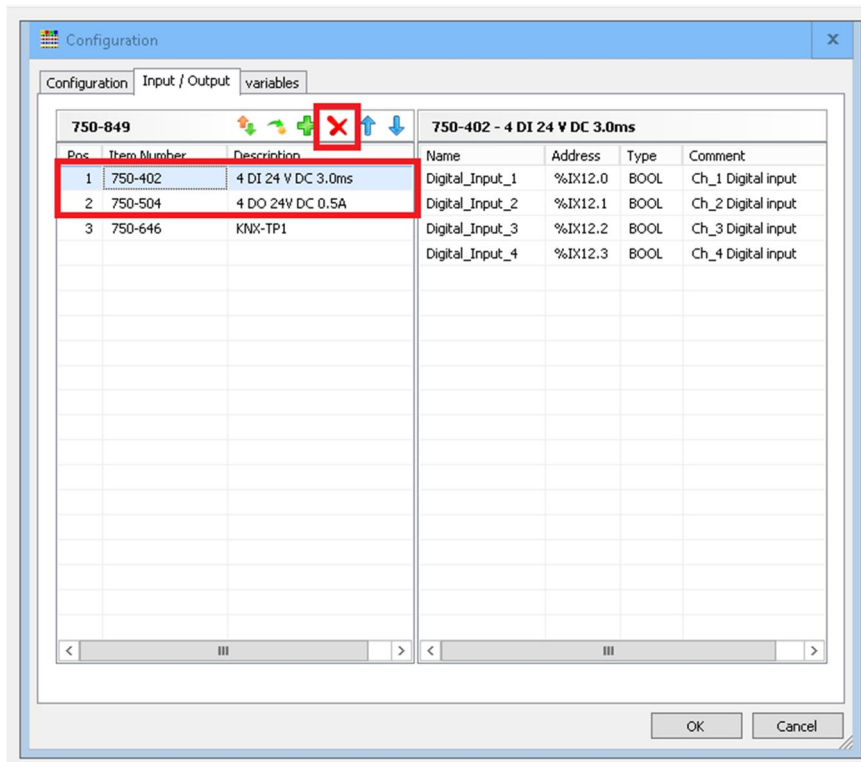 Configuration
Configuration Input / Output variables
750-849
Pos Item Number Description
1 750-402 4 DI 24 V DC 3.0ms
2 750-504 4 DO 24V DC 0.5A
3 750-646 KNX-TP1
750-402 - 4 DI 24 V DC 3.0ms
Name Address Type Comment
Digital_Input_1 %IX12.0 BOOL Ch_1 Digital input
Digital_Input_2 %IX12.1 BOOL Ch_2 Digital input
Digital_Input_3 %IX12.2 BOOL Ch_3 Digital input
Digital_Input_4 %IX12.3 BOOL Ch_4 Digital input
OK Cancel